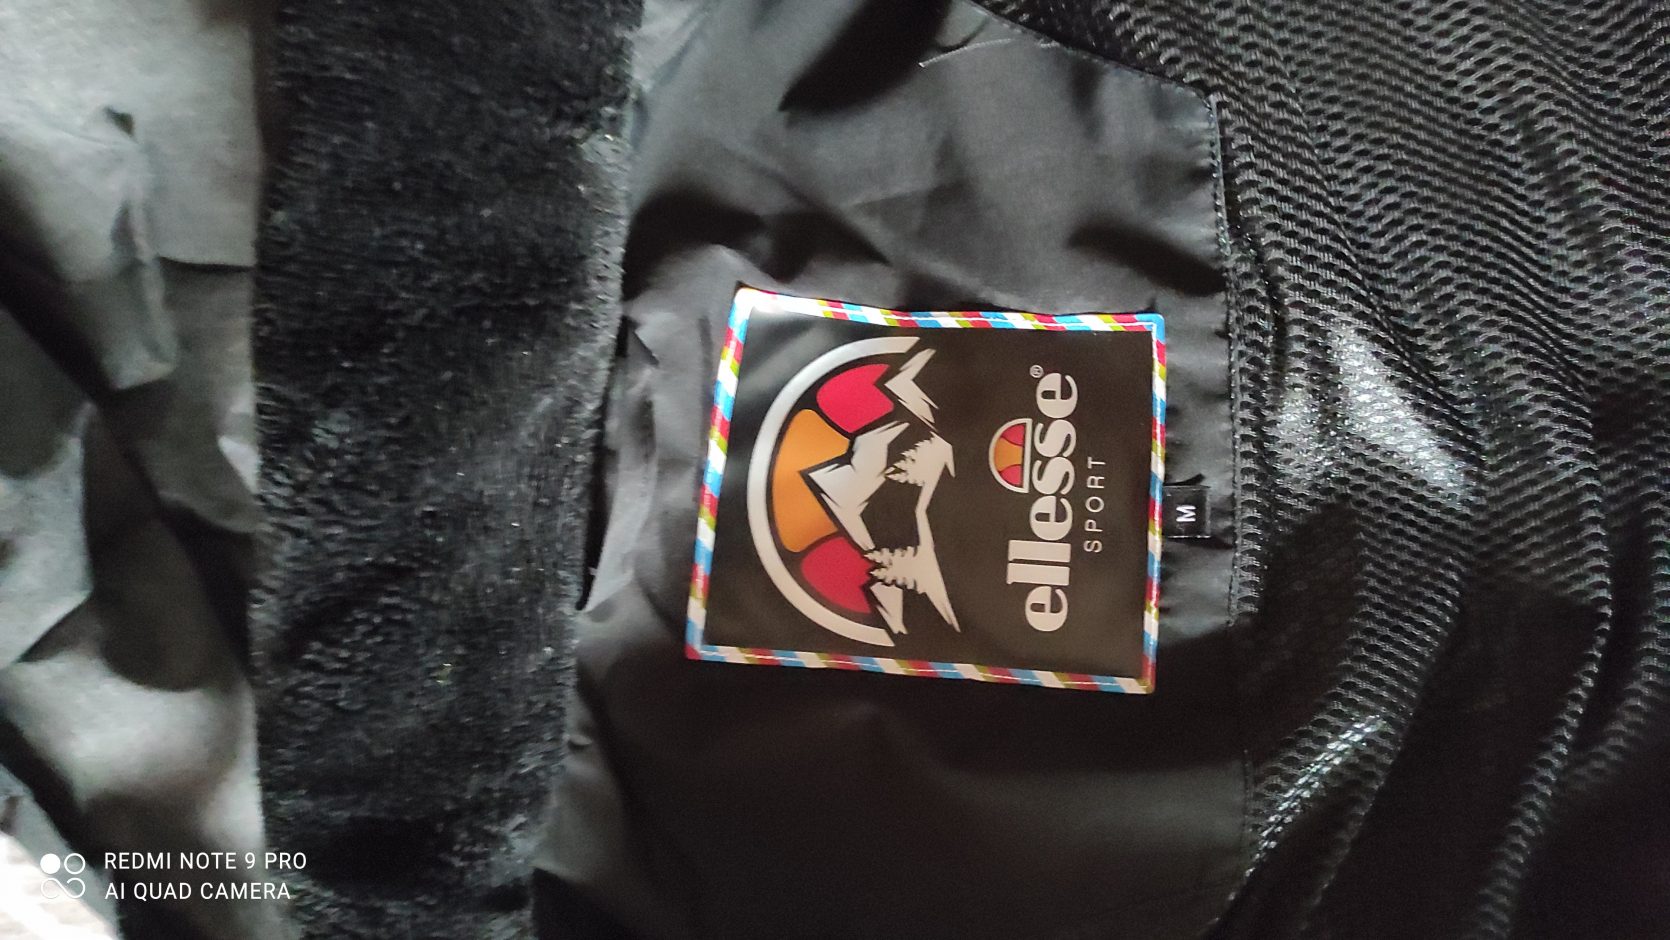 ellesse®
SPORT
M
REDMI NOTE 9 PRO
AI QUAD CAMERA